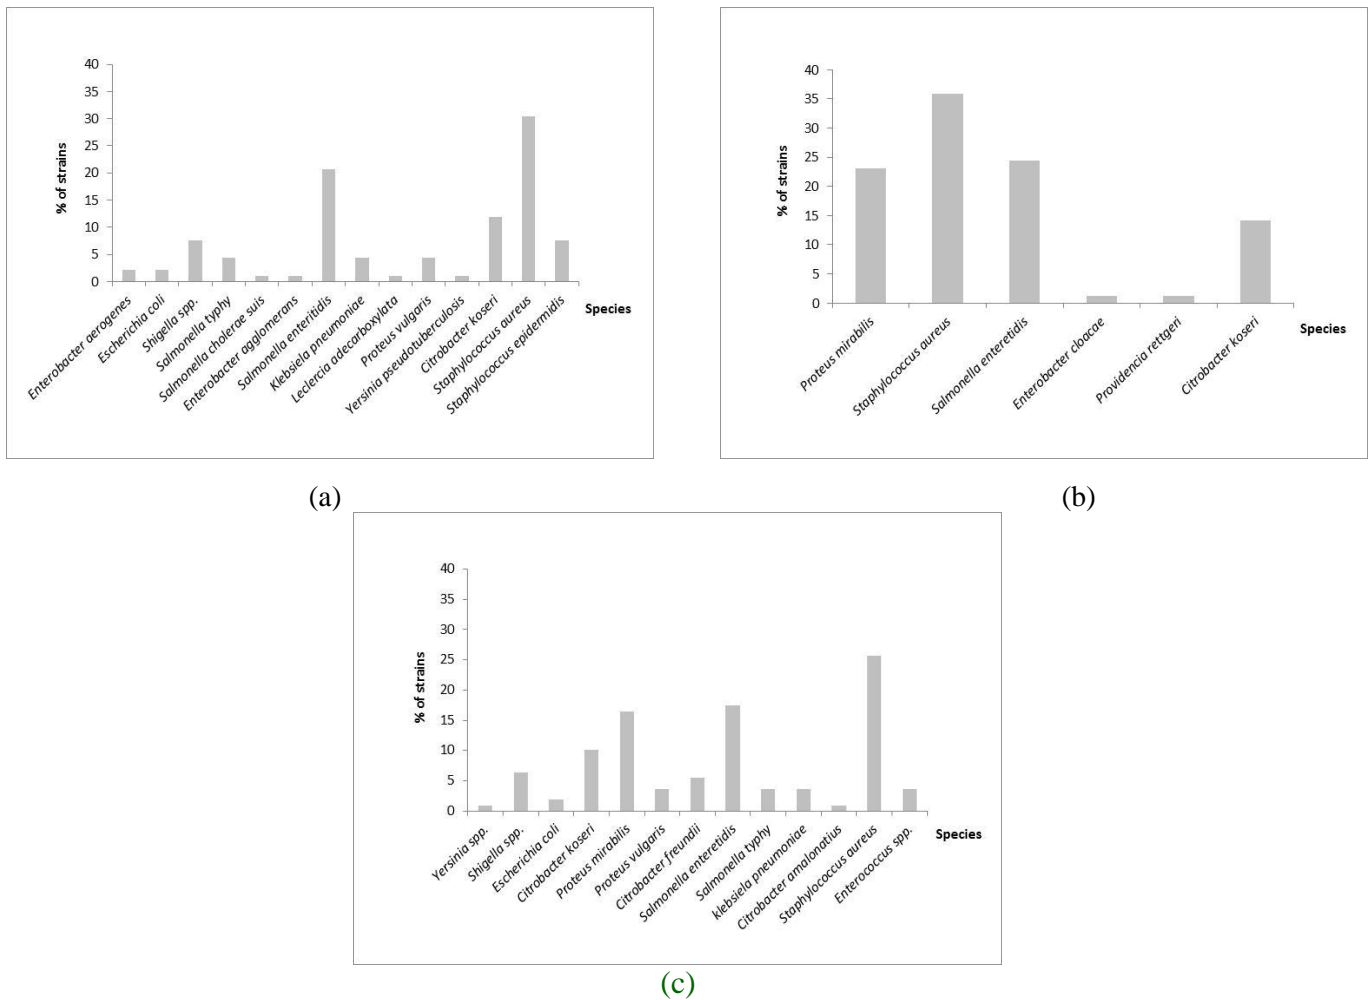 % of strains
40
35
30
25
20
15
10
5
0
Enterobacter aerogenes
Escherichia coli
Shigella spp.
Salmonella typhy
Salmonella cholerae suis
Enterobacter agglomerans
Salmonella enteritidis
Klebsiela pneumoniae
Leclercia adecarboxylata
Proteus vulgaris
Yersinia pseudotuberculosis
Citrobacter koseri
Staphylococcus aureus
Staphylococcus epidermidis
Species
(a)
% of strains
40
35
30
25
20
15
10
5
0
Proteus mirabilis
Staphylococcus aureus
Salmonella enteretidis
Enterobacter cloacae
Providencia rettgeri
Citrobacter koseri
Species
(b)
% of strains
40
35
30
25
20
15
10
5
0
Yersinia spp.
Shigella spp.
Escherichia coli
Citrobacter koseri
Proteus mirabilis
Proteus vulgaris
Citrobacter freundii
Salmonella enteretidis
Salmonella typhy
klebsiela pneumoniae
Citrobacter amalonatius
Staphylococcus aureus
Enterococcus spp.
Species
(c)